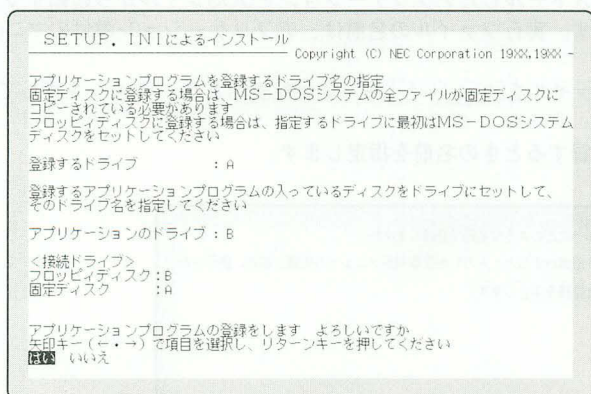 SETUP．INIによるインストール
Copyright (C) NEC Corporation 19XX,19XX
アプリケーションプログラムを登録するドライブ名の指定
固定ディスクに登録する場合は、MS－DOSシステムの全ファイルが固定ディスクに
コピーされている必要があります
フロッピィディスクに登録する場合は、指定するドライブに最初はMS－DOSシステム
ディスクをセットしてください
登録するドライブ : A
登録するアプリケーションプログラムの入っているディスクをドライブにセットして、
そのドライブ名を指定してください
アプリケーションのドライブ : B
<接続ドライブ>
フロッピィディスク : B
固定ディスク : A
アプリケーションプログラムの登録をします　よろしいですか
矢印キー（←・→）で項目を選択し、リターンキーを押してください
はい　いいえ